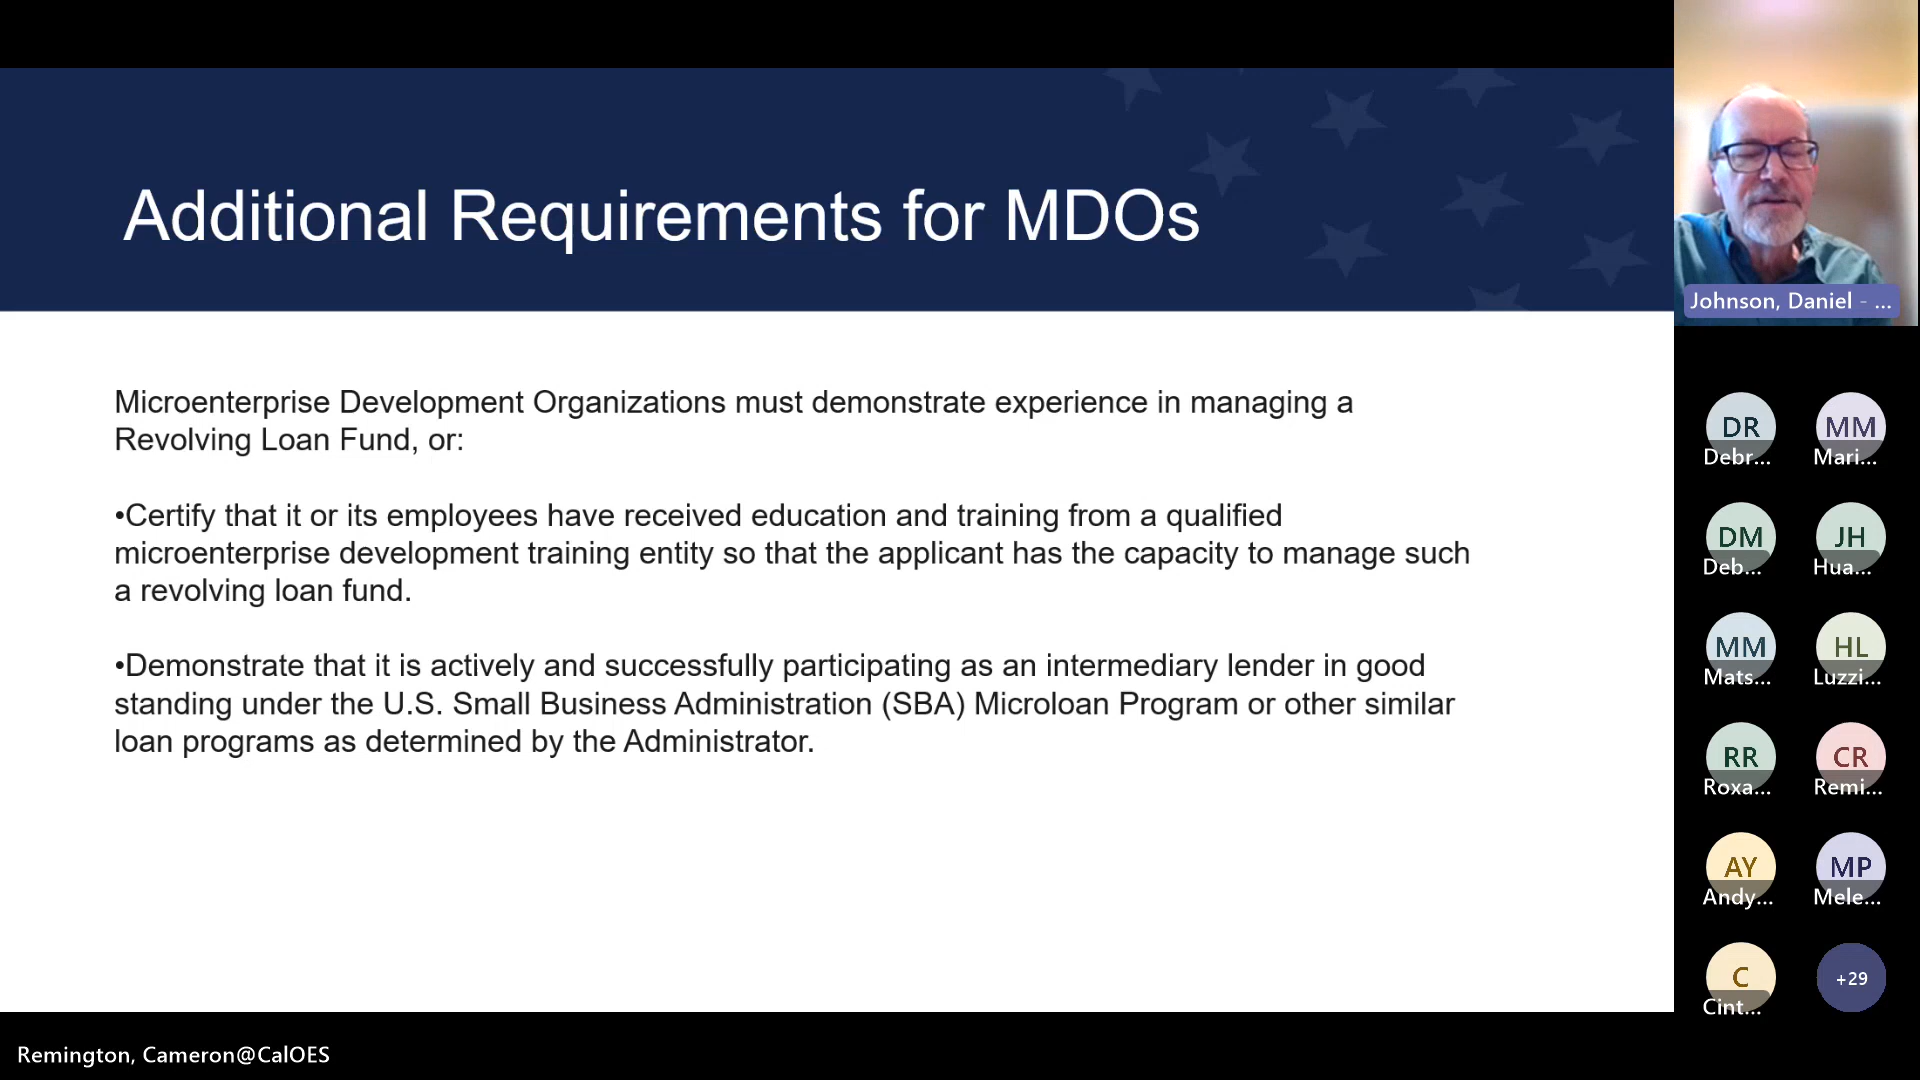 Additional Requirements for MDOs
Microenterprise Development Organizations must demonstrate experience in managing a
Revolving Loan Fund, or:
•Certify that it or its employees have received education and training from a qualified
microenterprise development training entity so that the applicant has the capacity to manage such
a revolving loan fund.
•Demonstrate that it is actively and successfully participating as an intermediary lender in good
standing under the U.S. Small Business Administration (SBA) Microloan Program or other similar
loan programs as determined by the Administrator.
Johnson, Daniel - ...
DR
Debr...
MM
Mari...
DM
Deb...
JH
Hua...
MM
Mats...
HL
Luzzi...
RR
Roxa...
CR
Remi...
AY
Andy...
MP
Mele...
C
Cint...
+29
Remington, Cameron@CalOES